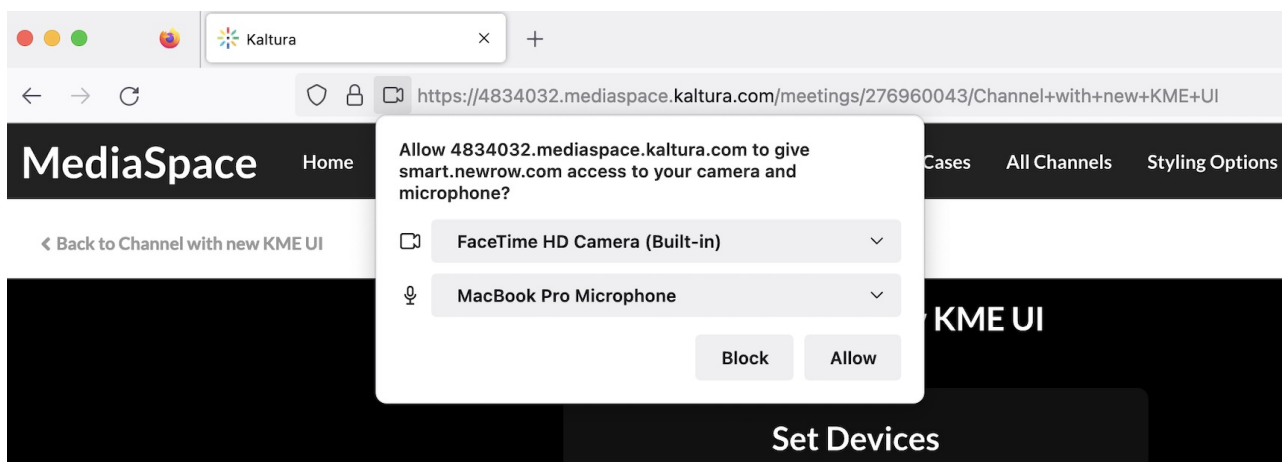 Kaltura
https://4834032.mediaspace.kaltura.com/meetings/276960043/Channel+with+new+KME+UI
MediaSpace Home Cases All Channels Styling Options
Allow 4834032.mediaspace.kaltura.com to give
smart.newrow.com access to your camera and
microphone?
Back to Channel with new KME UI
FaceTime HD Camera (Built-in)
MacBook Pro Microphone
KME UI
Block Allow
Set Devices